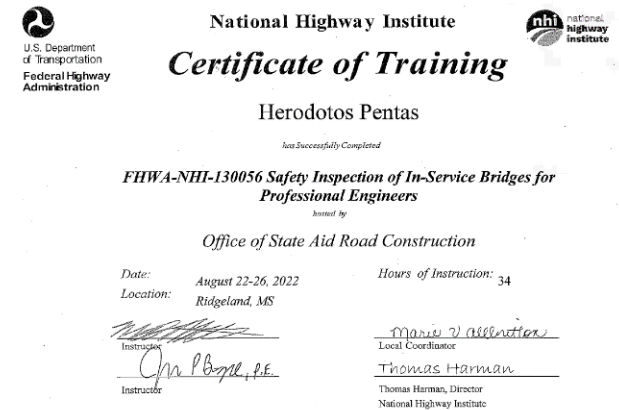 National Highway Institute
nhi national highway institute
U.S. Department
of Transportation
Federal Highway
Administration
Certificate of Training
Herodotos Pentas
has Successfully Completed
FHWA-NHI-130056 Safety Inspection of In-Service Bridges for
Professional Engineers
hosted by
Office of State Aid Road Construction
Date: August 22-26, 2022
Hours of Instruction: 34
Location: Ridgeland, MS
Instructor
P.E.
Instructor
Marie V
Local Coordinator
Thomas Harman
Thomas Harman, Director
National Highway Institute